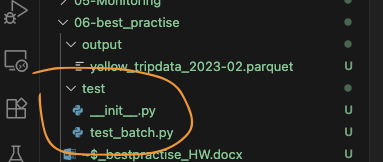 05-Monitoring
06-best_practise
output
yellow_tripdata_2023-02.parquet U
test
__init__.py U
test_batch.py U
~$_bestpractise_HW.docx U